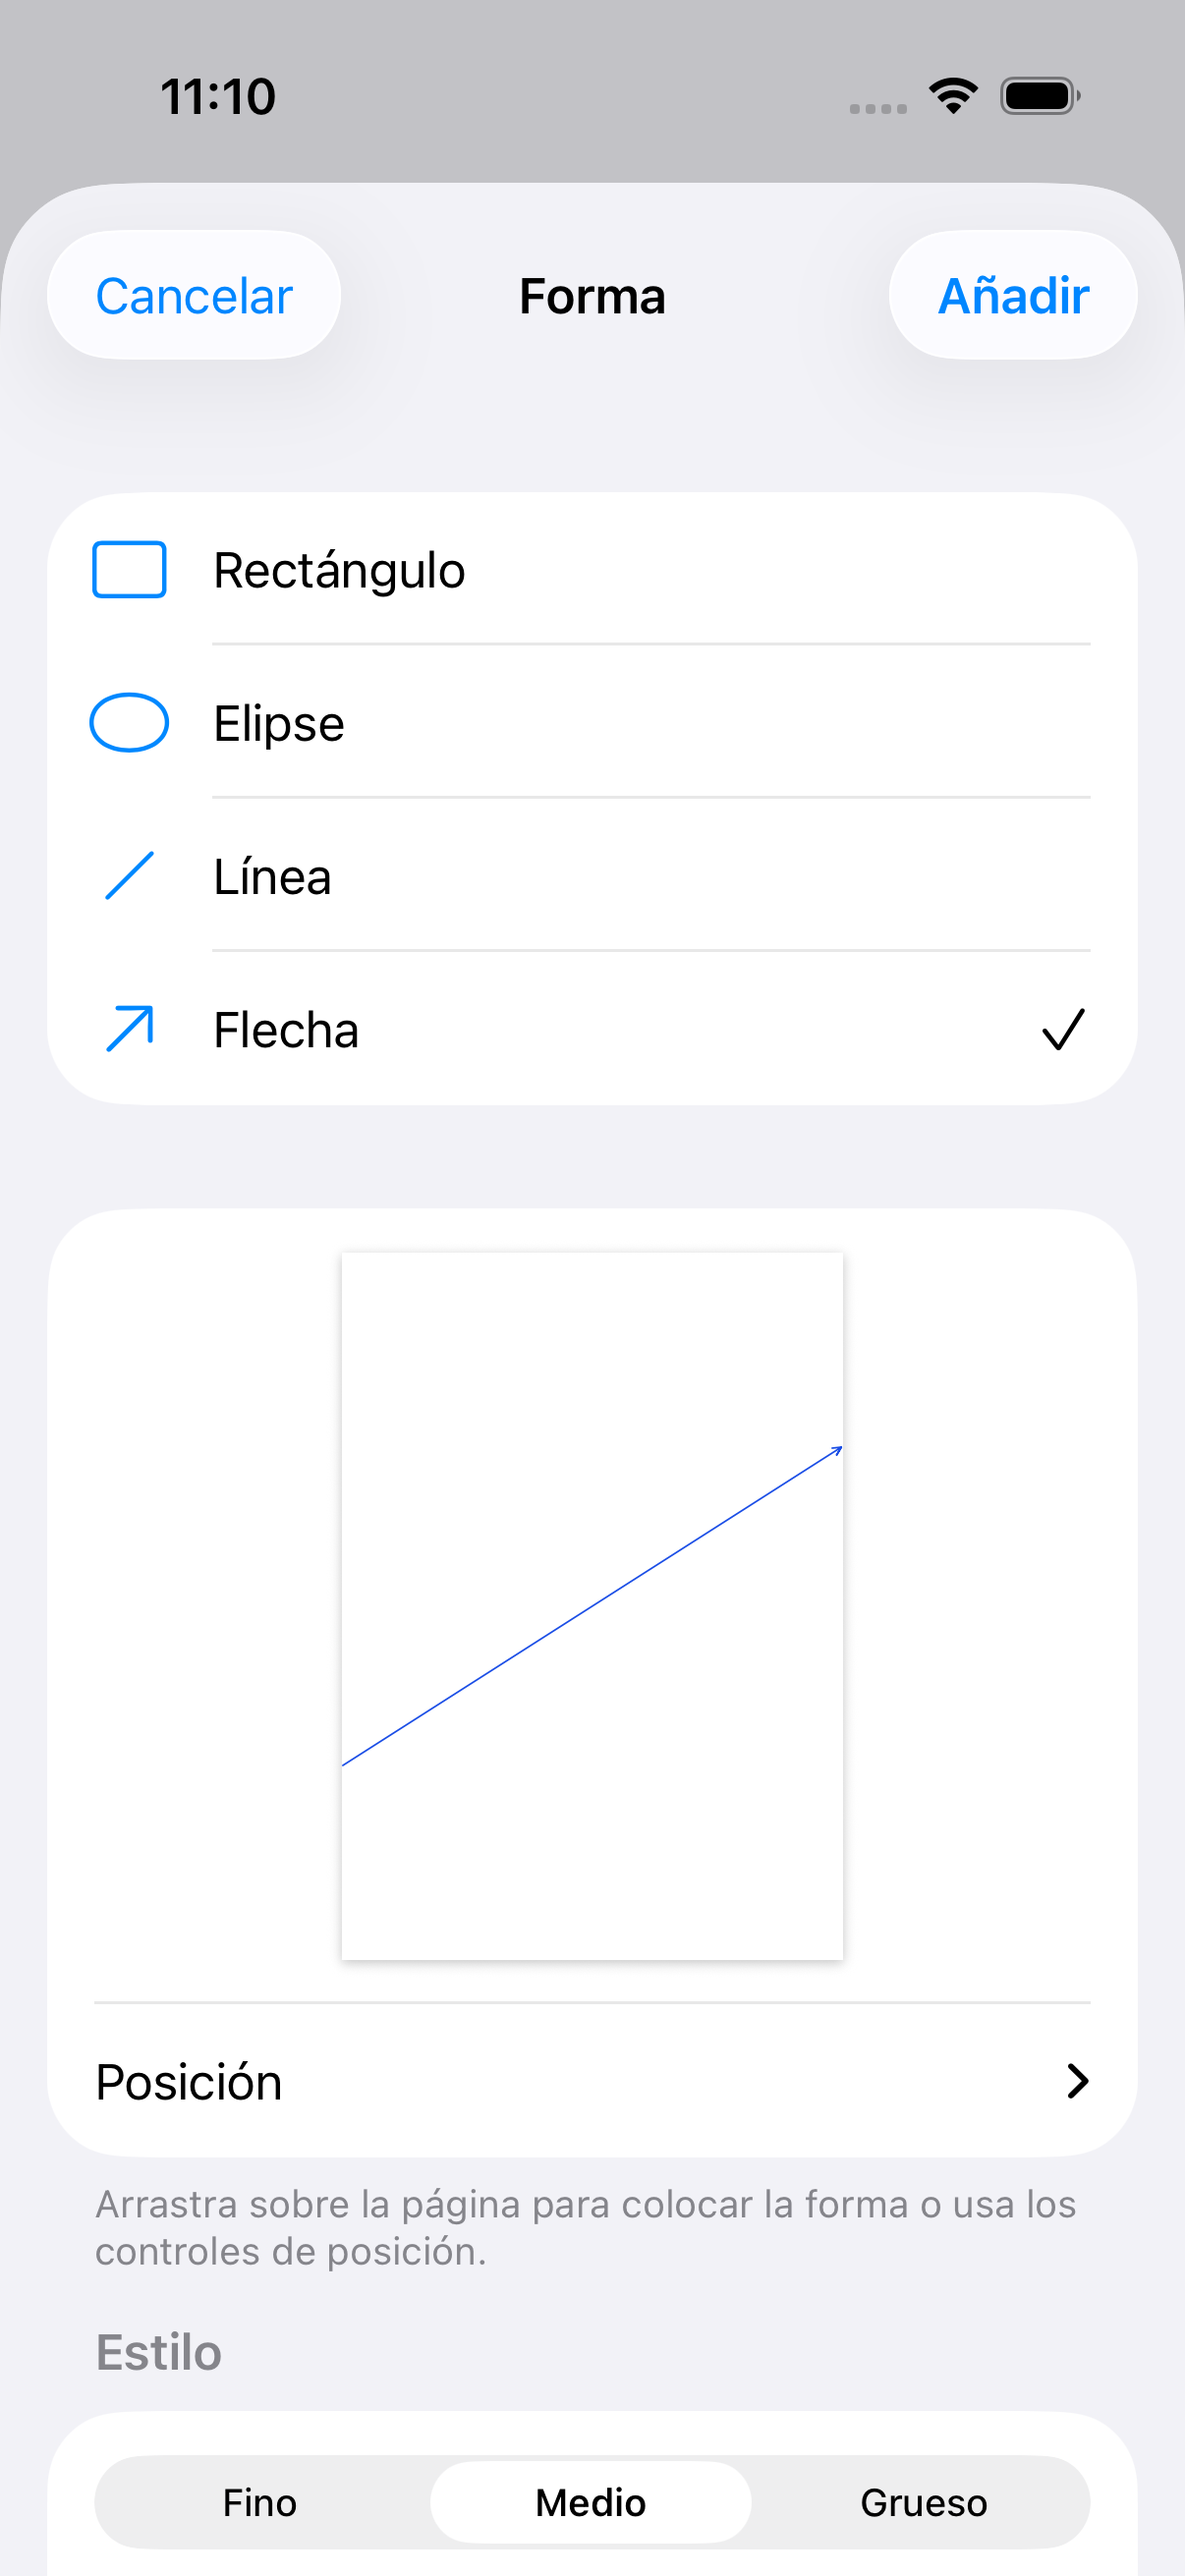 11:10
Cancelar
Forma
Añadir
Rectángulo
Elipse
Línea
Flecha
Posición
Arrastra sobre la página para colocar la forma o usa los
controles de posición.
Estilo
Fino
Medio
Grueso